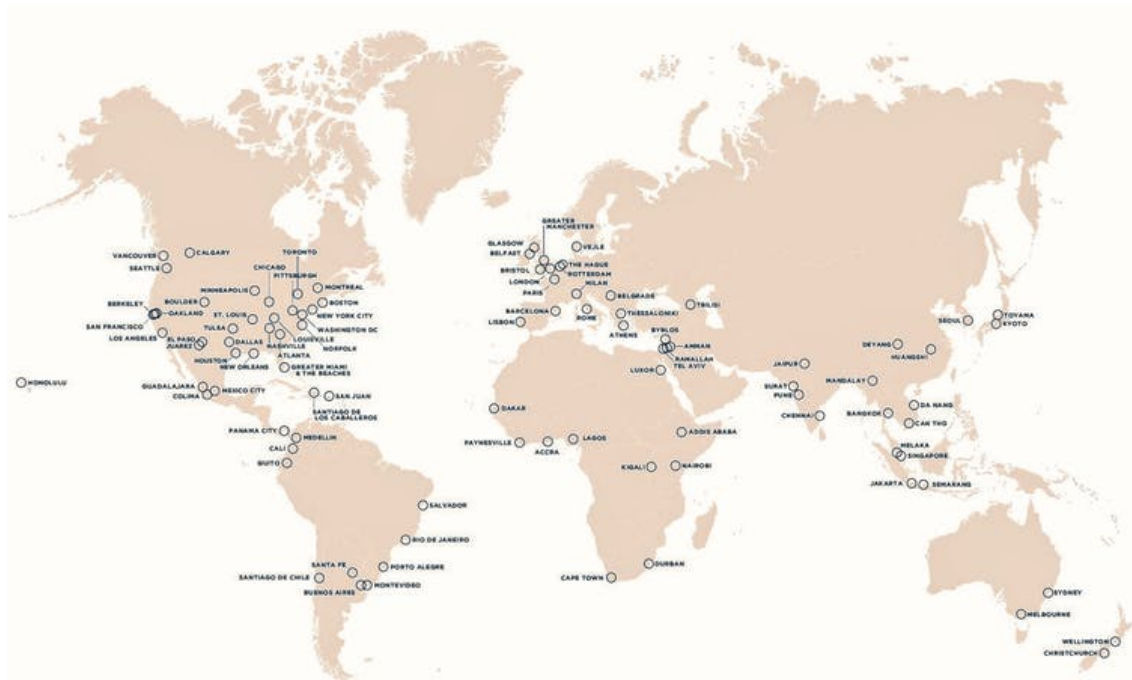 GREATER
MANCHESTER
GLASGOW
VEJLE
BELFAST
TORONTO
CALGARY
VANCOUVER
THE HAGUE
SEATTLE
CHICAGO
BRISTOL
ROTTERDAM
PITTSBURGH
LONDON
MILAN
MINNEAPOLIS
MONTREAL
PARIS
BELGRADE
BERKELEY
BOULDER
BOSTON
TBILISI
OAKLAND
ST. LOUIS
NEW YORK CITY
BARCELONA
THESSALONIKI
ROME
LISBON
SEOUL
TOYAMA
KYOTO
SAN FRANCISCO
TULSA
WASHINGTON DC
BYBLOS
ATHENS
LOS ANGELES
EL PASO
JUAREZ
DALLAS
LOUISVILLE
NORFOLK
NASHVILLE
AMMAN
DEYANG
HUANGSHI
HOUSTON
ATLANTA
RAMALLAH
NEW ORLEANS
GREATER MIAMI
& THE BEACHES
TEL AVIV
JAIPUR
LUXOR
HONOLULU
GUADALAJARA
MEXICO CITY
SURAT
MANDALAY
COLIMA
SAN JUAN
PUNE
SANTIAGO DE
LOS CABALLEROS
DAKAR
CHENNAI
BANGKOK
DA NANG
CAN THO
PANAMA CITY
MEDELLIN
PAYNESVILLE
LAGOS
ADDIS ABABA
CALI
ACCRA
MELAKA
SINGAPORE
QUITO
KIGALI
NAIROBI
JAKARTA
SEMARANG
SALVADOR
RIO DE JANEIRO
SANTA FE
PORTO ALEGRE
DURBAN
SANTIAGO DE CHILE
CAPE TOWN
BUENOS AIRES
MONTEVIDEO
SYDNEY
MELBOURNE
WELLINGTON
CHRISTCHURCH